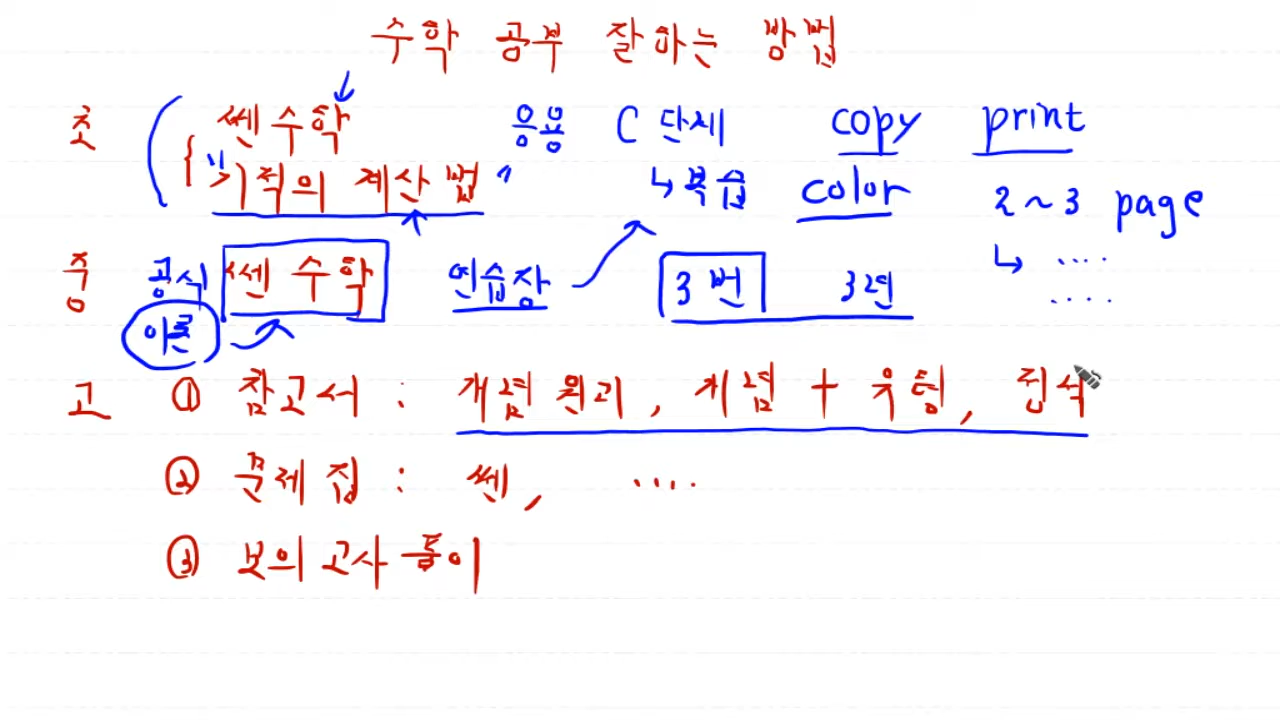 수학 공부 잘하는 방법
초 쎈수학 응용 C단계 copy print
기적의 계산법 복습 color 2~3 page
중 공식 쎈 수학 연습장 3번 3년 ....
이론 ....
고 ① 참고서 : 개념원리, 개념 + 유형, 정석
② 문제집 : 쎈, ....
③ 모의고사 풀이